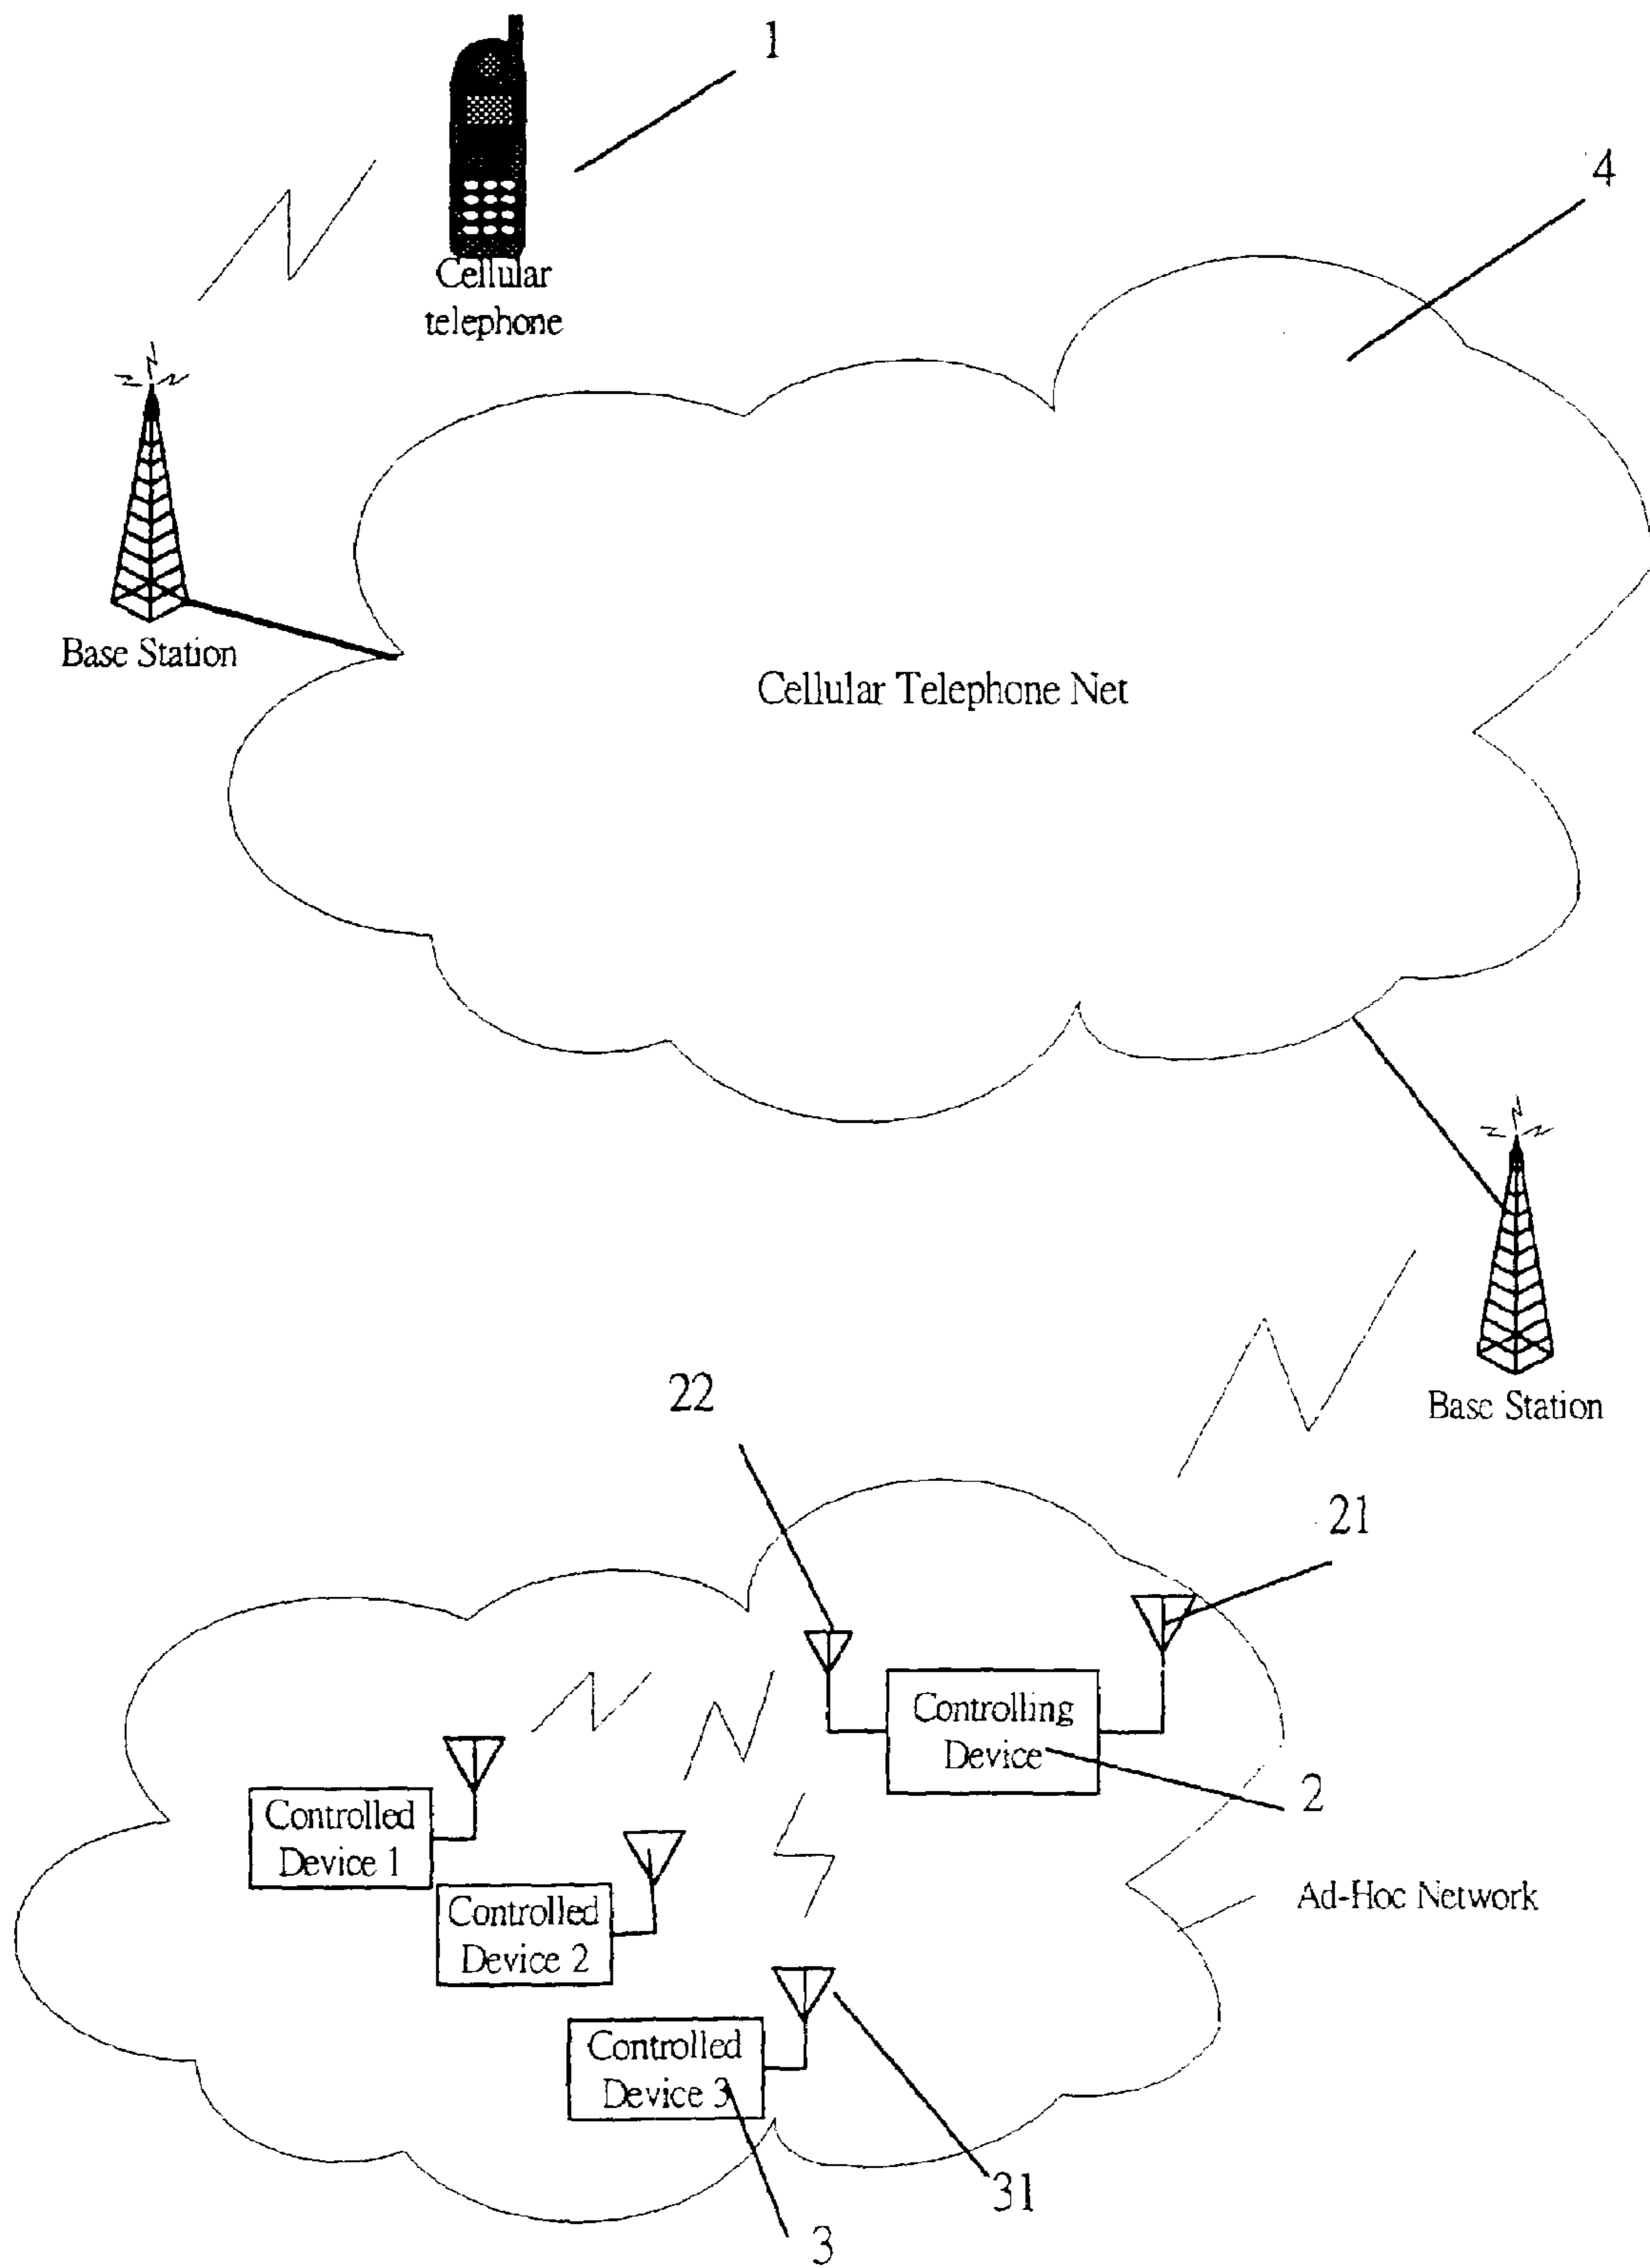 1
4
Cellular
telephone
Base Station
Cellular Telephone Net
22
Base Station
21
Controlling
Device
2
Controlled
Device 1
Controlled
Device 2
Ad-Hoc Network
Controlled
Device 3
31
3